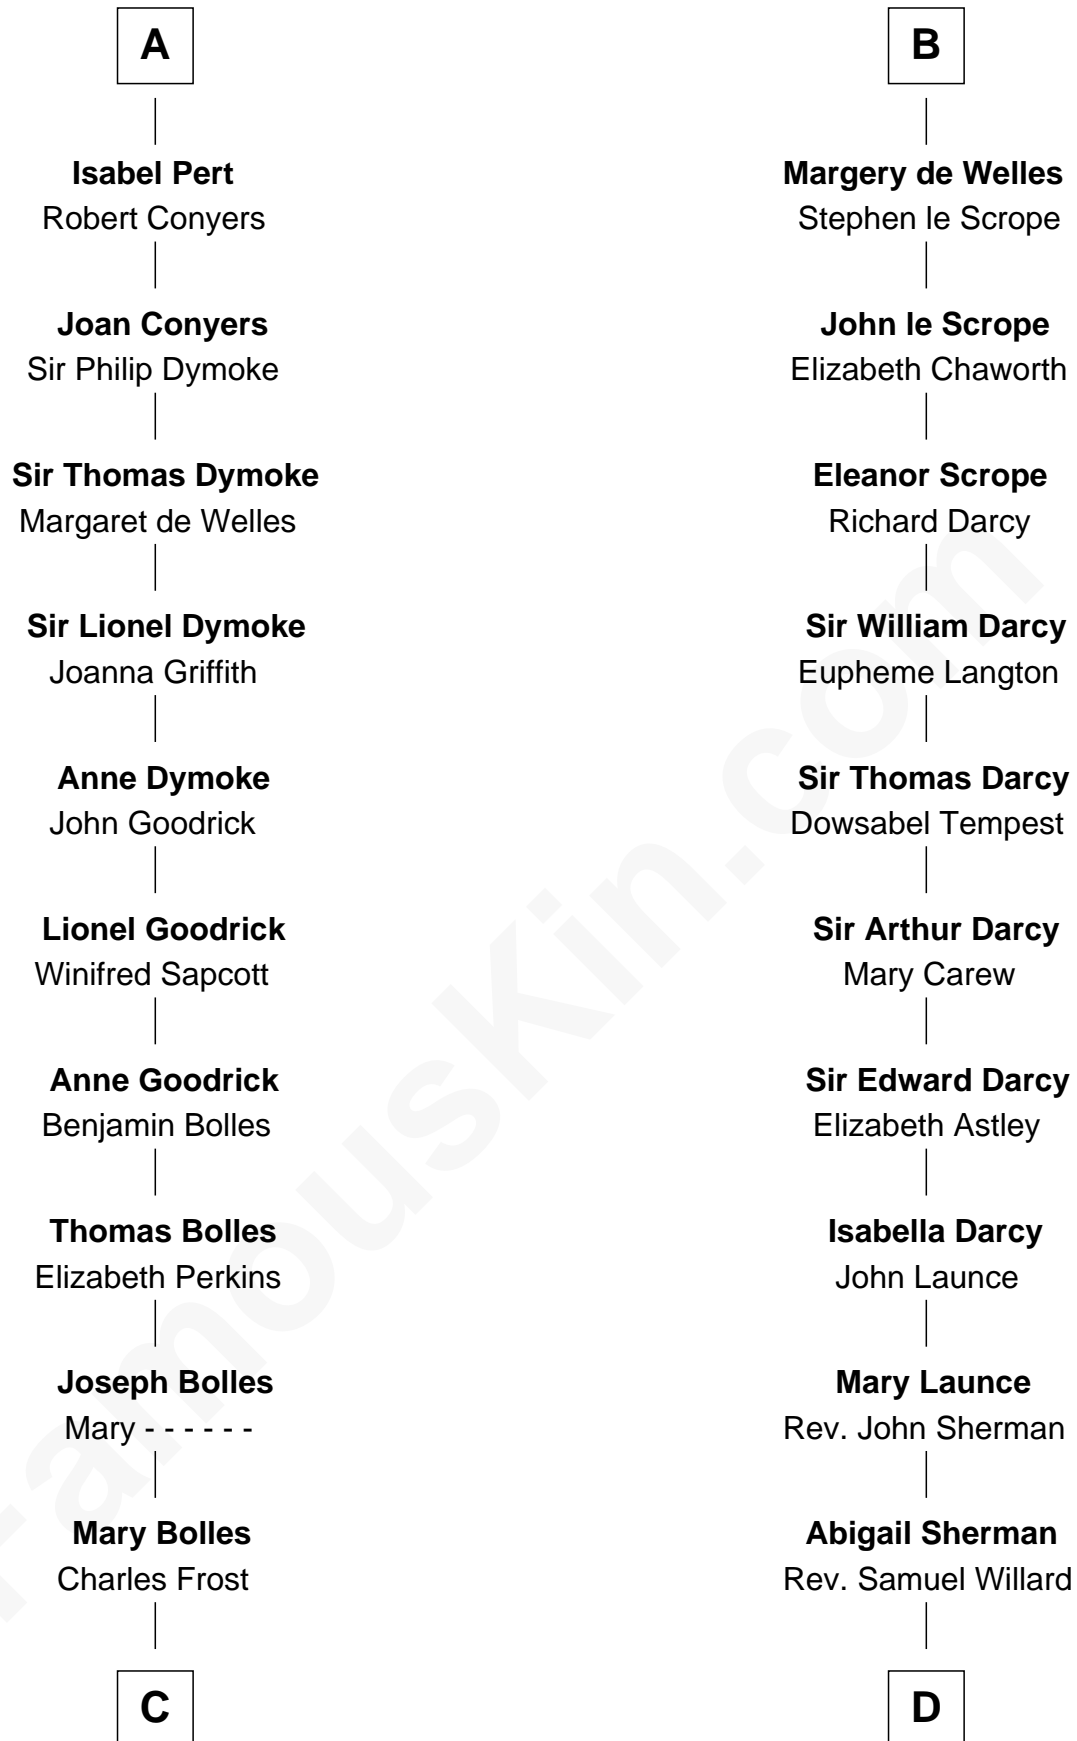 A
Isabel Pert
Robert Conyers
Joan Conyers
Sir Philip Dymoke
Sir Thomas Dymoke
Margaret de Welles
Sir Lionel Dymoke
Joanna Griffith
Anne Dymoke
John Goodrick
Lionel Goodrick
Winifred Sapcott
Anne Goodrick
Benjamin Bolles
Thomas Bolles
Elizabeth Perkins
Joseph Bolles
Mary - - - - - -
Mary Bolles
Charles Frost
C
B
Margery de Welles
Stephen le Scrope
John le Scrope
Elizabeth Chaworth
Eleanor Scrope
Richard Darcy
Sir William Darcy
Eupheme Langton
Sir Thomas Darcy
Dowsabel Tempest
Sir Arthur Darcy
Mary Carew
Sir Edward Darcy
Elizabeth Astley
Isabella Darcy
John Launce
Mary Launce
Rev. John Sherman
Abigail Sherman
Rev. Samuel Willard
D
FamousKin.com